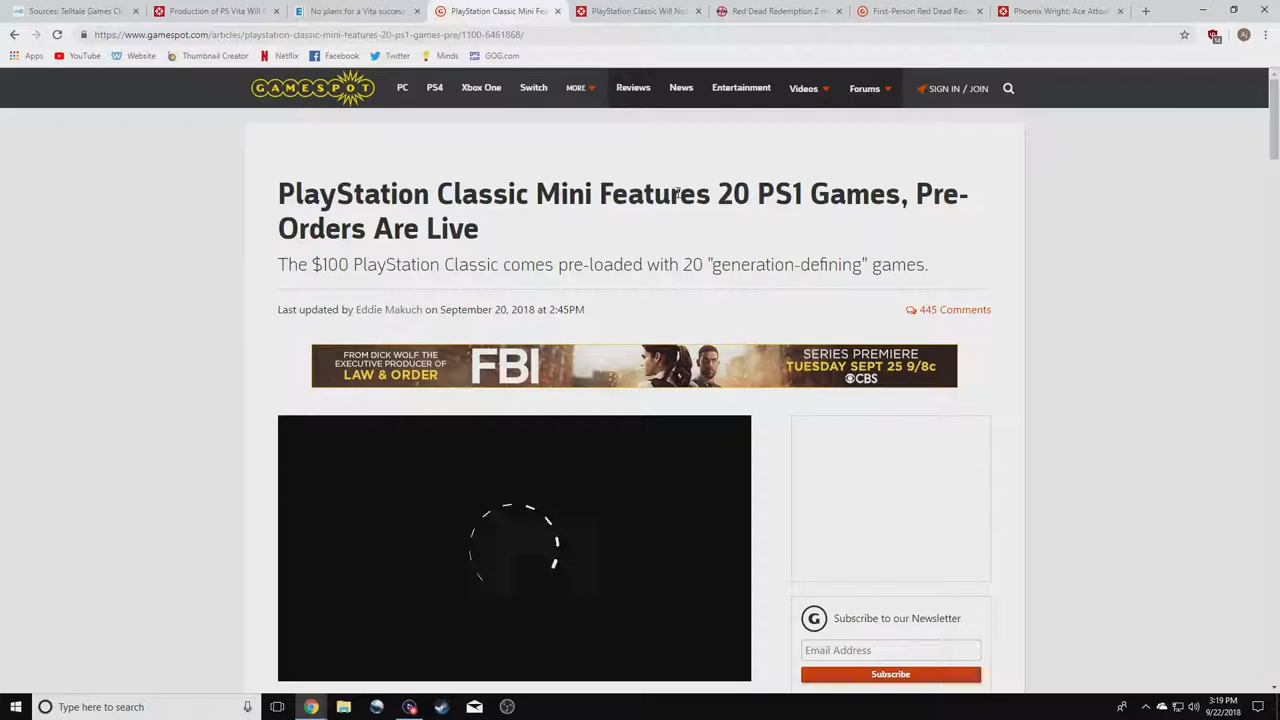 Sources: Telltale Games Cl
Production of PS Vita Will E
No plans for a Vita success
PlayStation Classic Mini Fea
PlayStation Classic Will Not
Red Dead Redemption 2 m
First-Person Red Dead Res
Phoenix Wright: Ace Attor
https://www.gamespot.com/articles/playstation-classic-mini-features-20-ps1-games-pre/1100-6461868/
Apps YouTube Website Thumbnail Creator Netflix Facebook Twitter Minds GOG.com
GAMESPOT
PC PS4 Xbox One Switch MORE Reviews News Entertainment Videos Forums SIGN IN / JOIN
PlayStation Classic Mini Features 20 PS1 Games, Pre-
Orders Are Live
The $100 PlayStation Classic comes pre-loaded with 20 "generation-defining" games.
Last updated by Eddie Makuch on September 20, 2018 at 2:45PM
445 Comments
FROM DICK WOLF THE
EXECUTIVE PRODUCER OF
LAW & ORDER
FBI
SERIES PREMIERE
TUESDAY SEPT 25 9/8c
CBS
G Subscribe to our Newsletter
Email Address
Subscribe
Type here to search
3:19 PM
9/22/2018